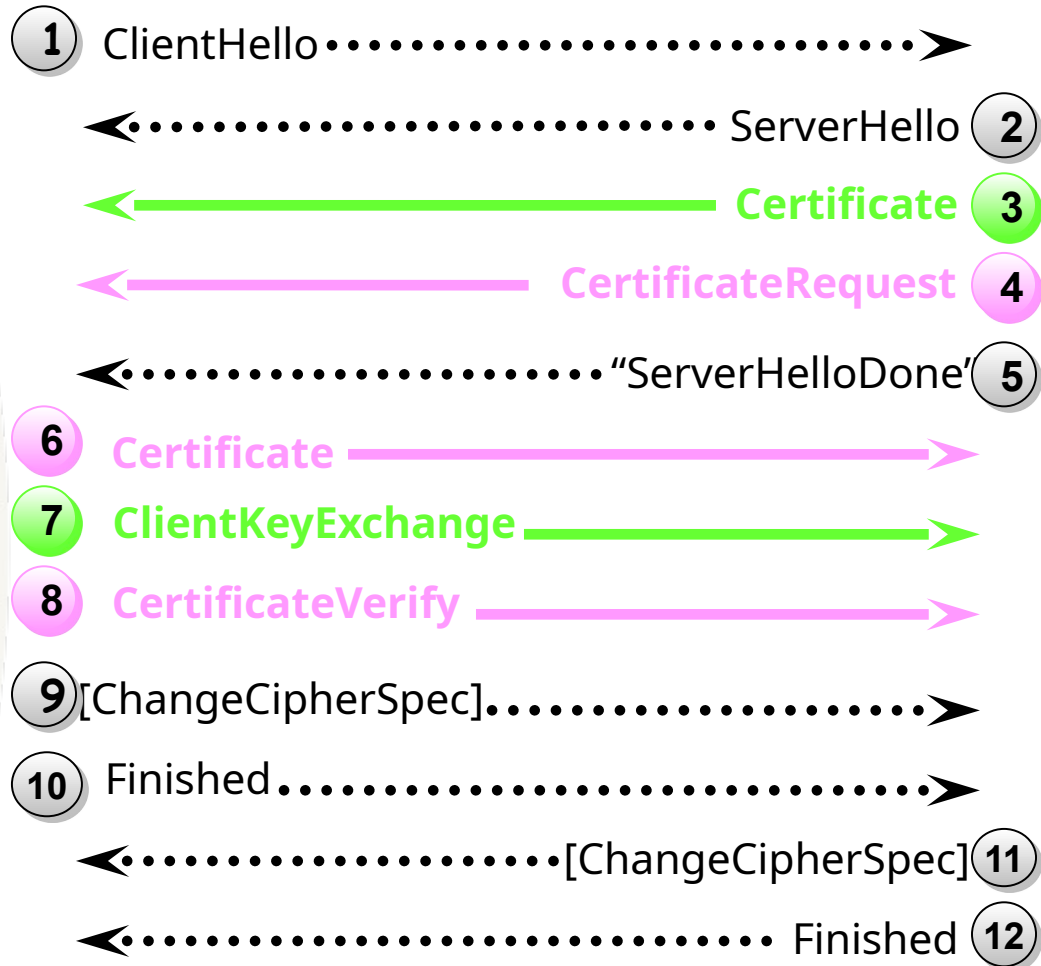 1 ClientHello
ServerHello 2
Certificate 3
CertificateRequest 4
“ServerHelloDone” 5
6 Certificate
7 ClientKeyExchange
8 CertificateVerify
9 [ChangeCipherSpec]
10 Finished
[ChangeCipherSpec] 11
Finished 12